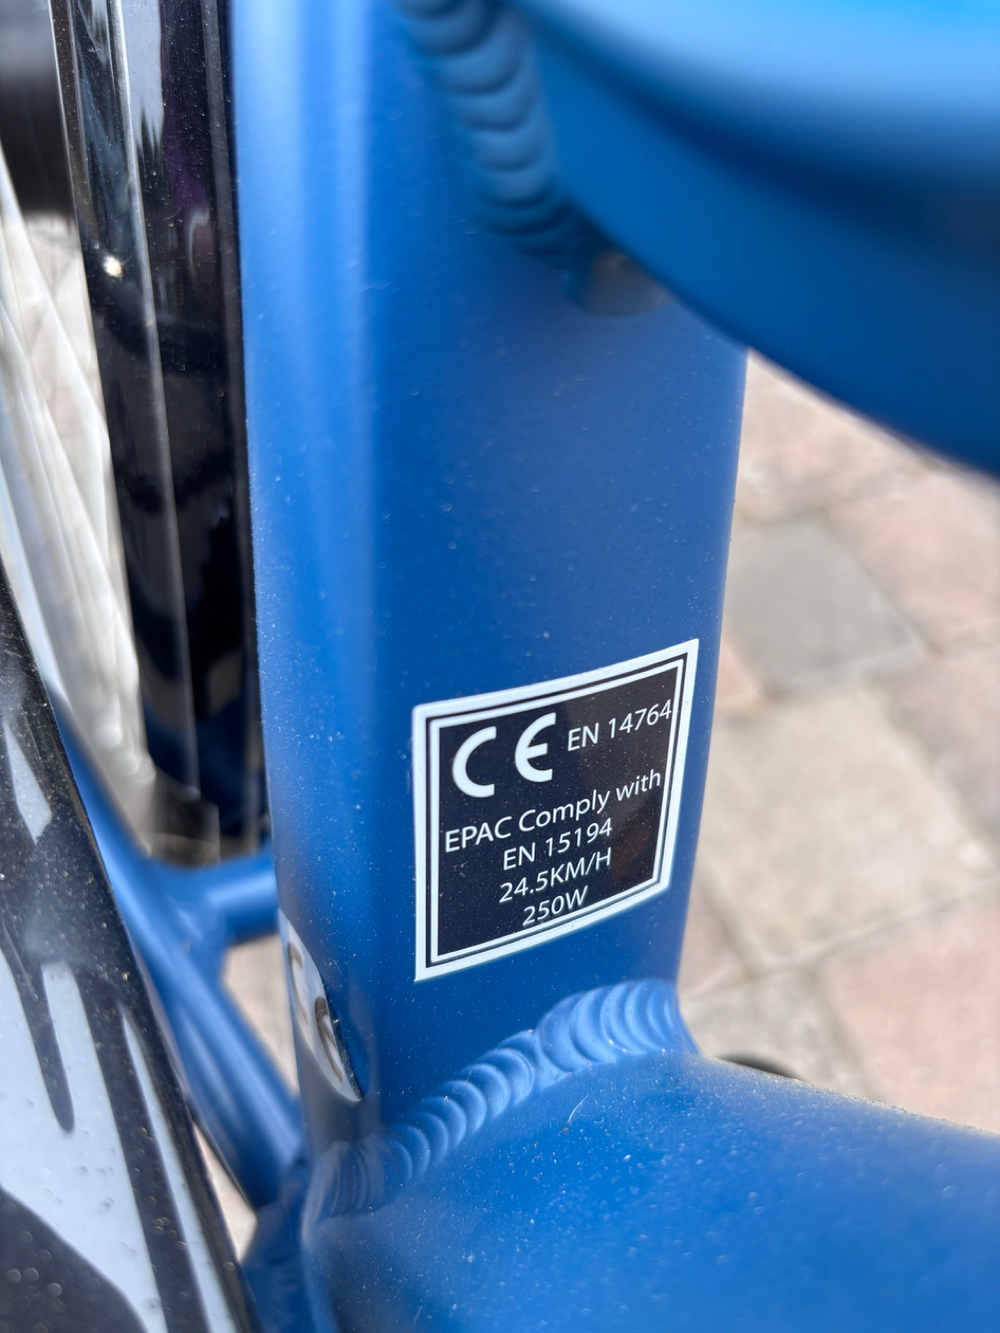 CE EN 14764
EPAC Comply with
EN 15194
24.5KM/H
250W